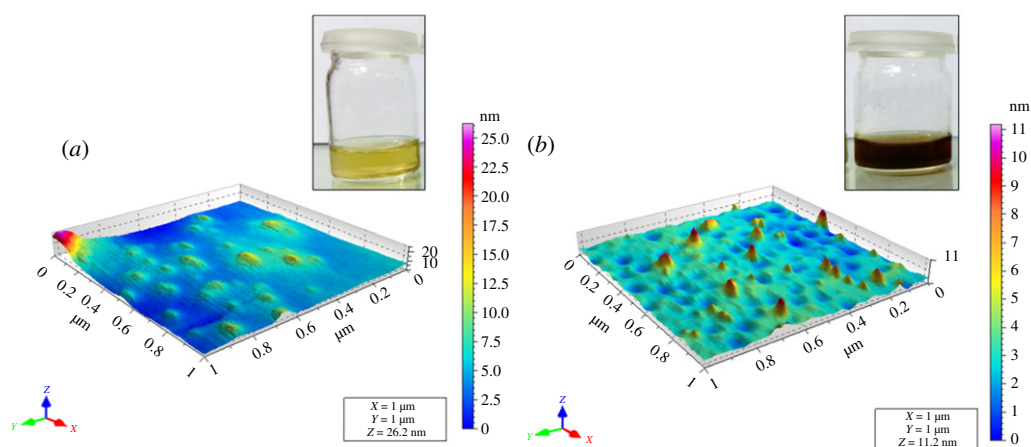 (a)
nm
25.0
22.5
20.0
17.5
15.0
12.5
10.0
7.5
5.0
2.5
0
20
10
0
0
0.2
0.4
0.6
0.8
1
µm
1
0.8
0.6
0.4
0.2
0
µm
Z
Y
X
X = 1 µm
Y = 1 µm
Z = 26.2 nm
(b)
nm
11
10
9
8
7
6
5
4
3
2
1
0
11
0
0
0.2
0.4
0.6
0.8
1
µm
1
0.8
0.6
0.4
0.2
µm
Z
Y
X
X = 1 µm
Y = 1 µm
Z = 11.2 nm